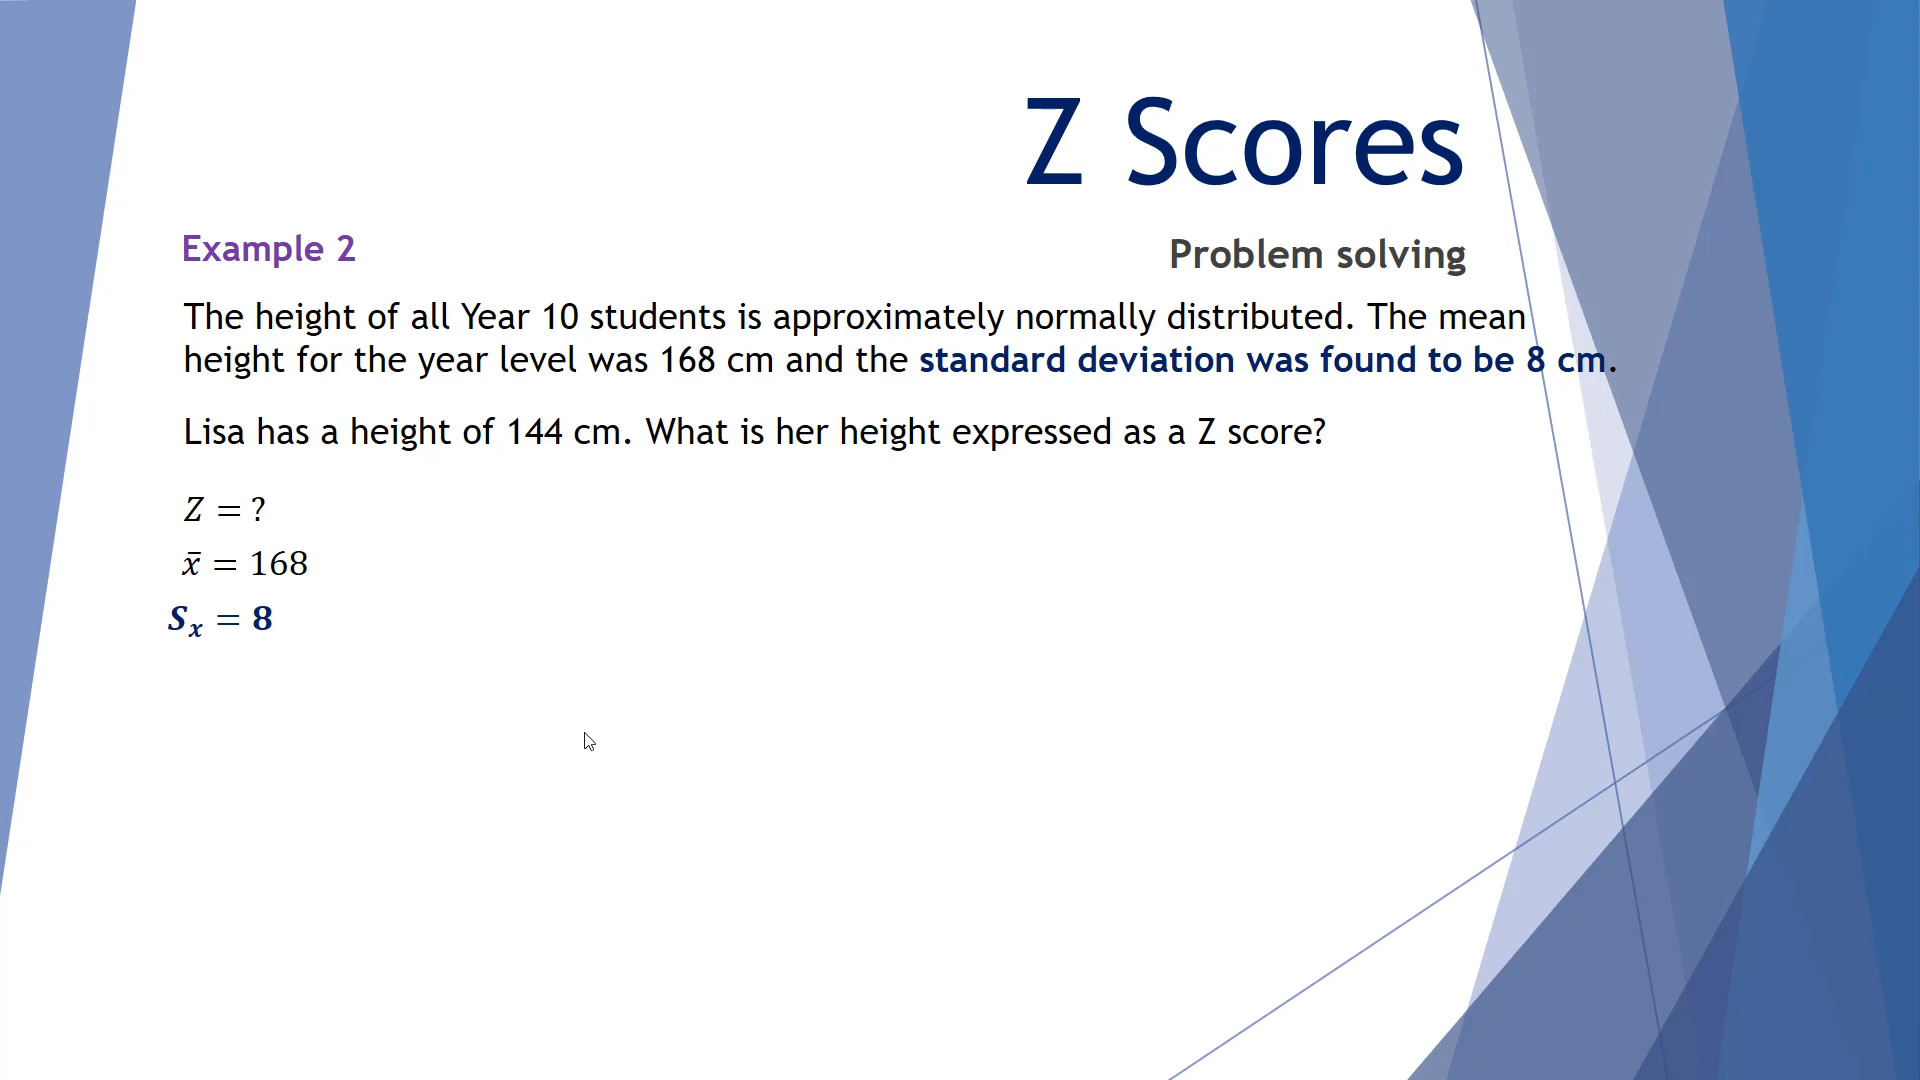 Z Scores
Example 2
Problem solving
The height of all Year 10 students is approximately normally distributed. The mean
height for the year level was 168 cm and the standard deviation was found to be 8 cm.
Lisa has a height of 144 cm. What is her height expressed as a Z score?
Z = ?
x̄ = 168
Sₓ = 8